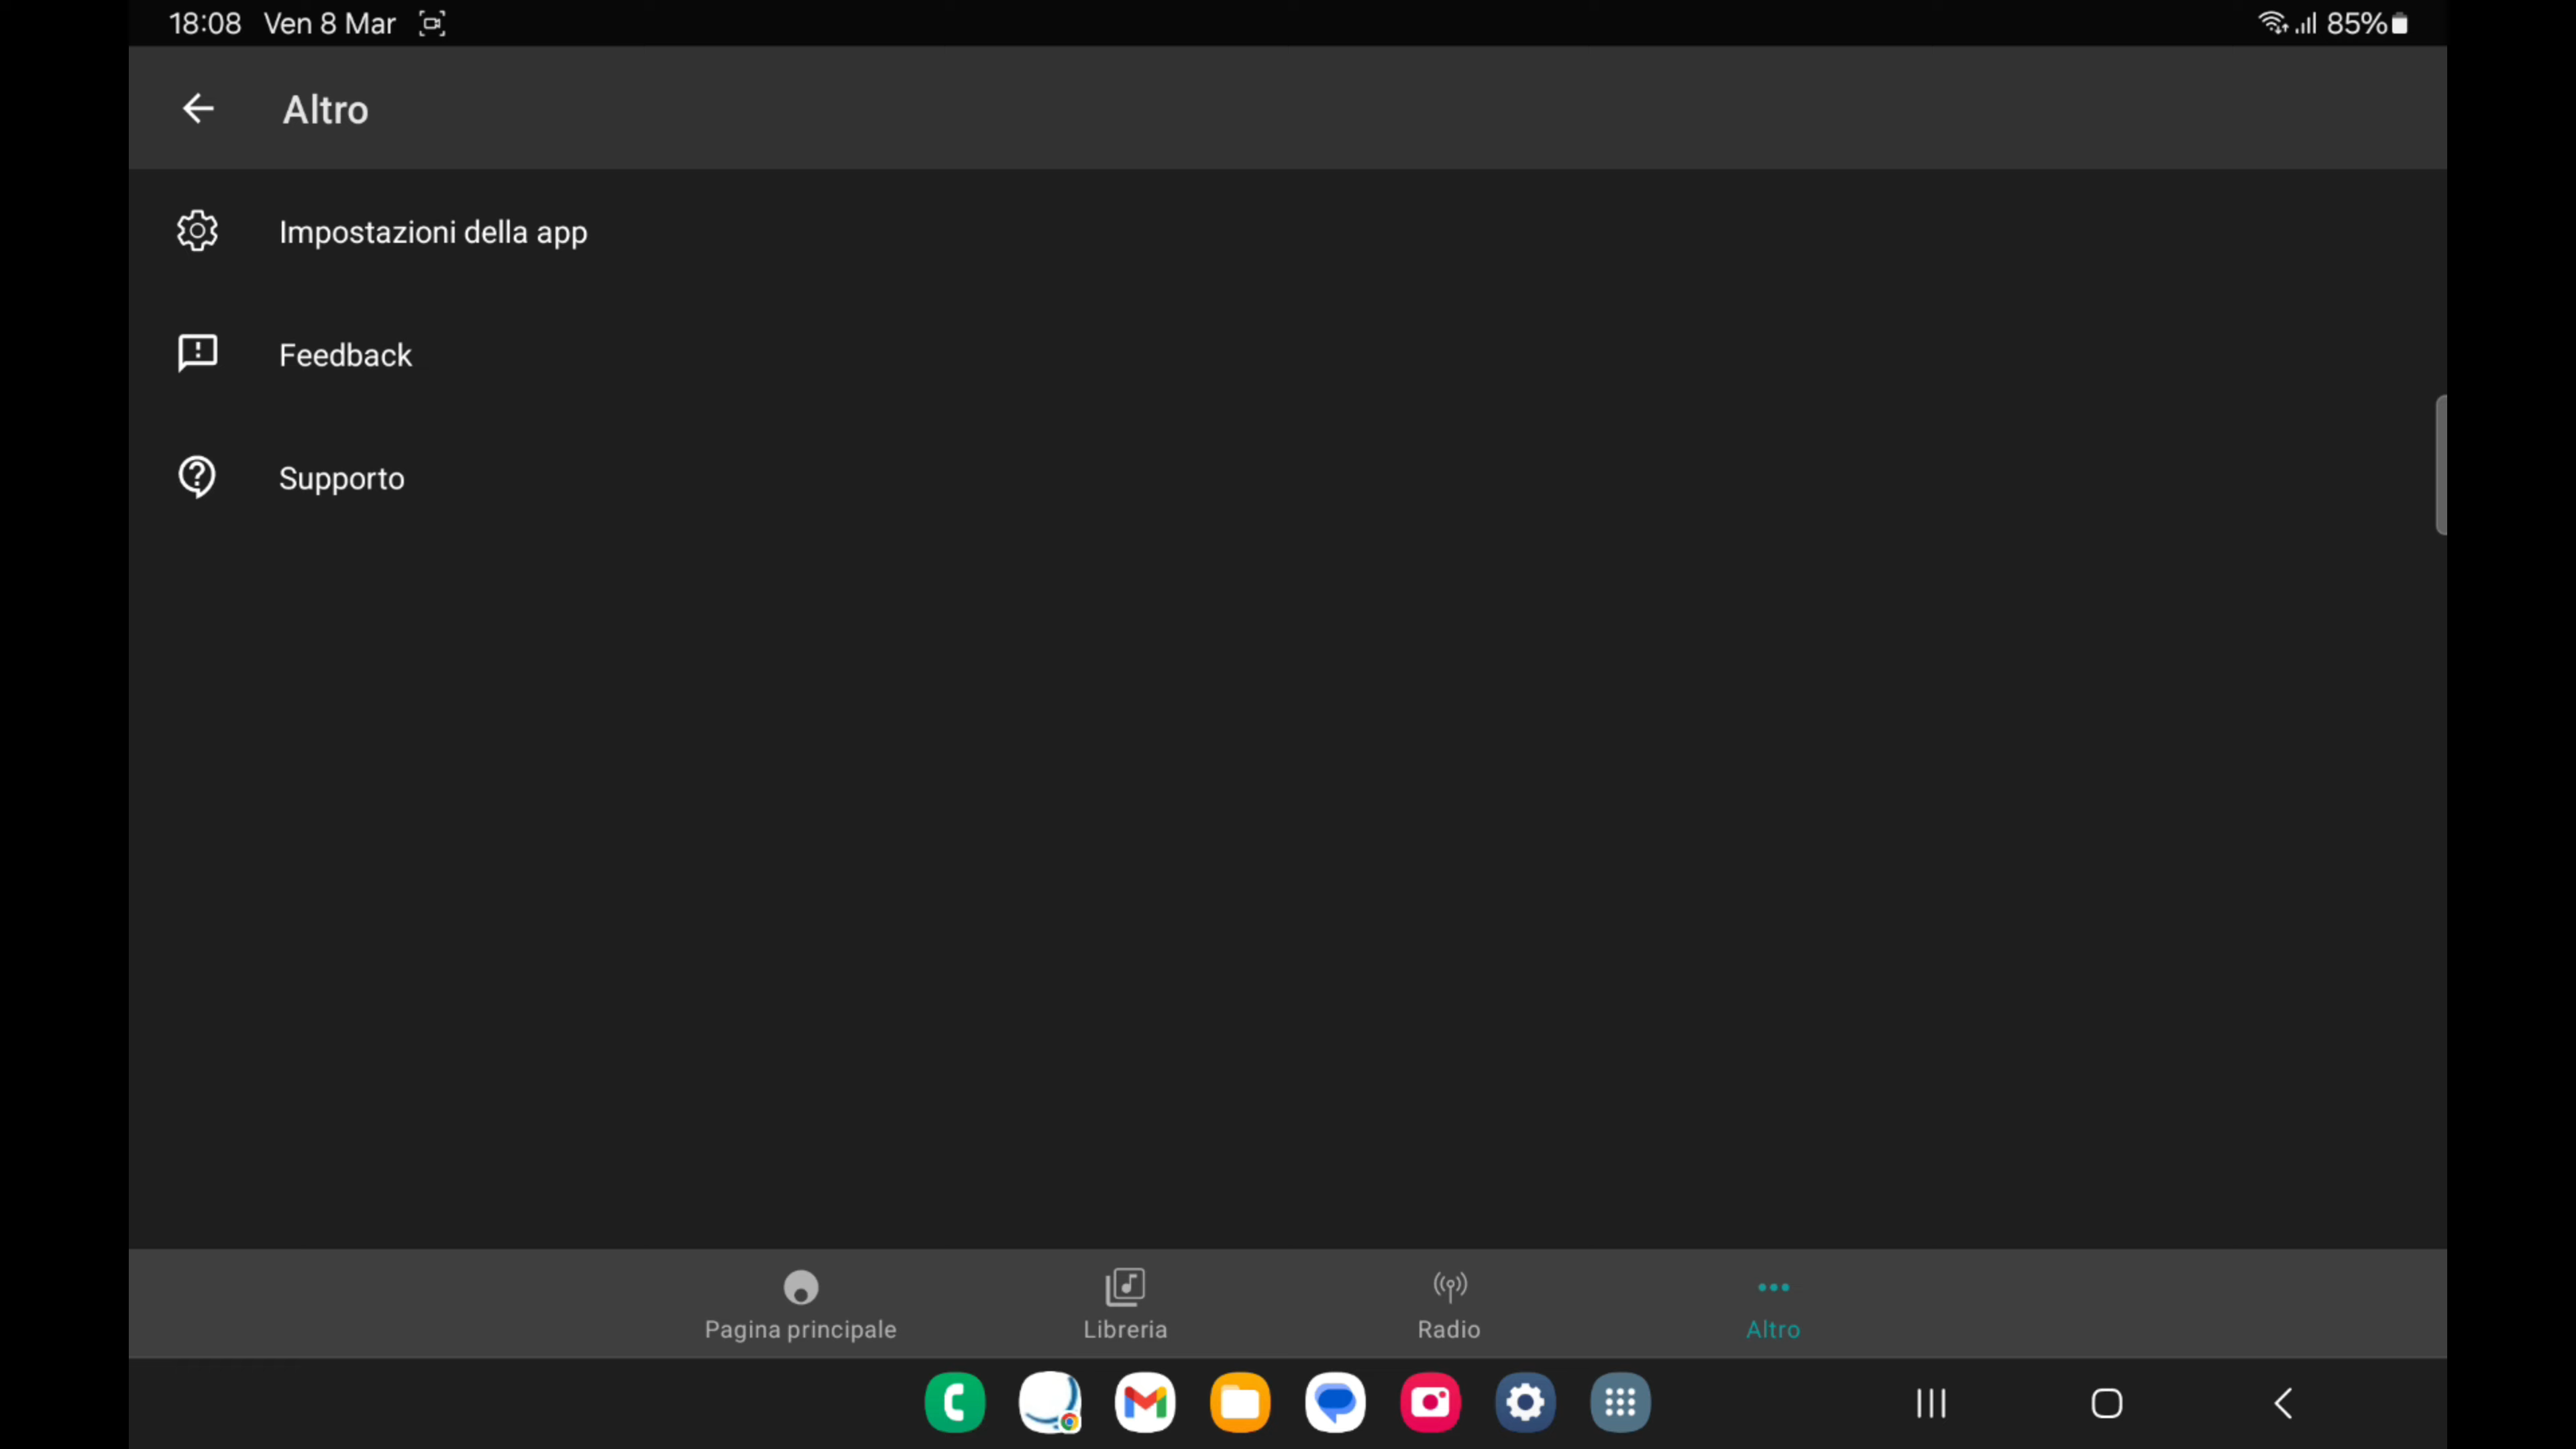 18:08 Ven 8 Mar
85%
Altro
Impostazioni della app
Feedback
Supporto
Pagina principale
Libreria
Radio
Altro